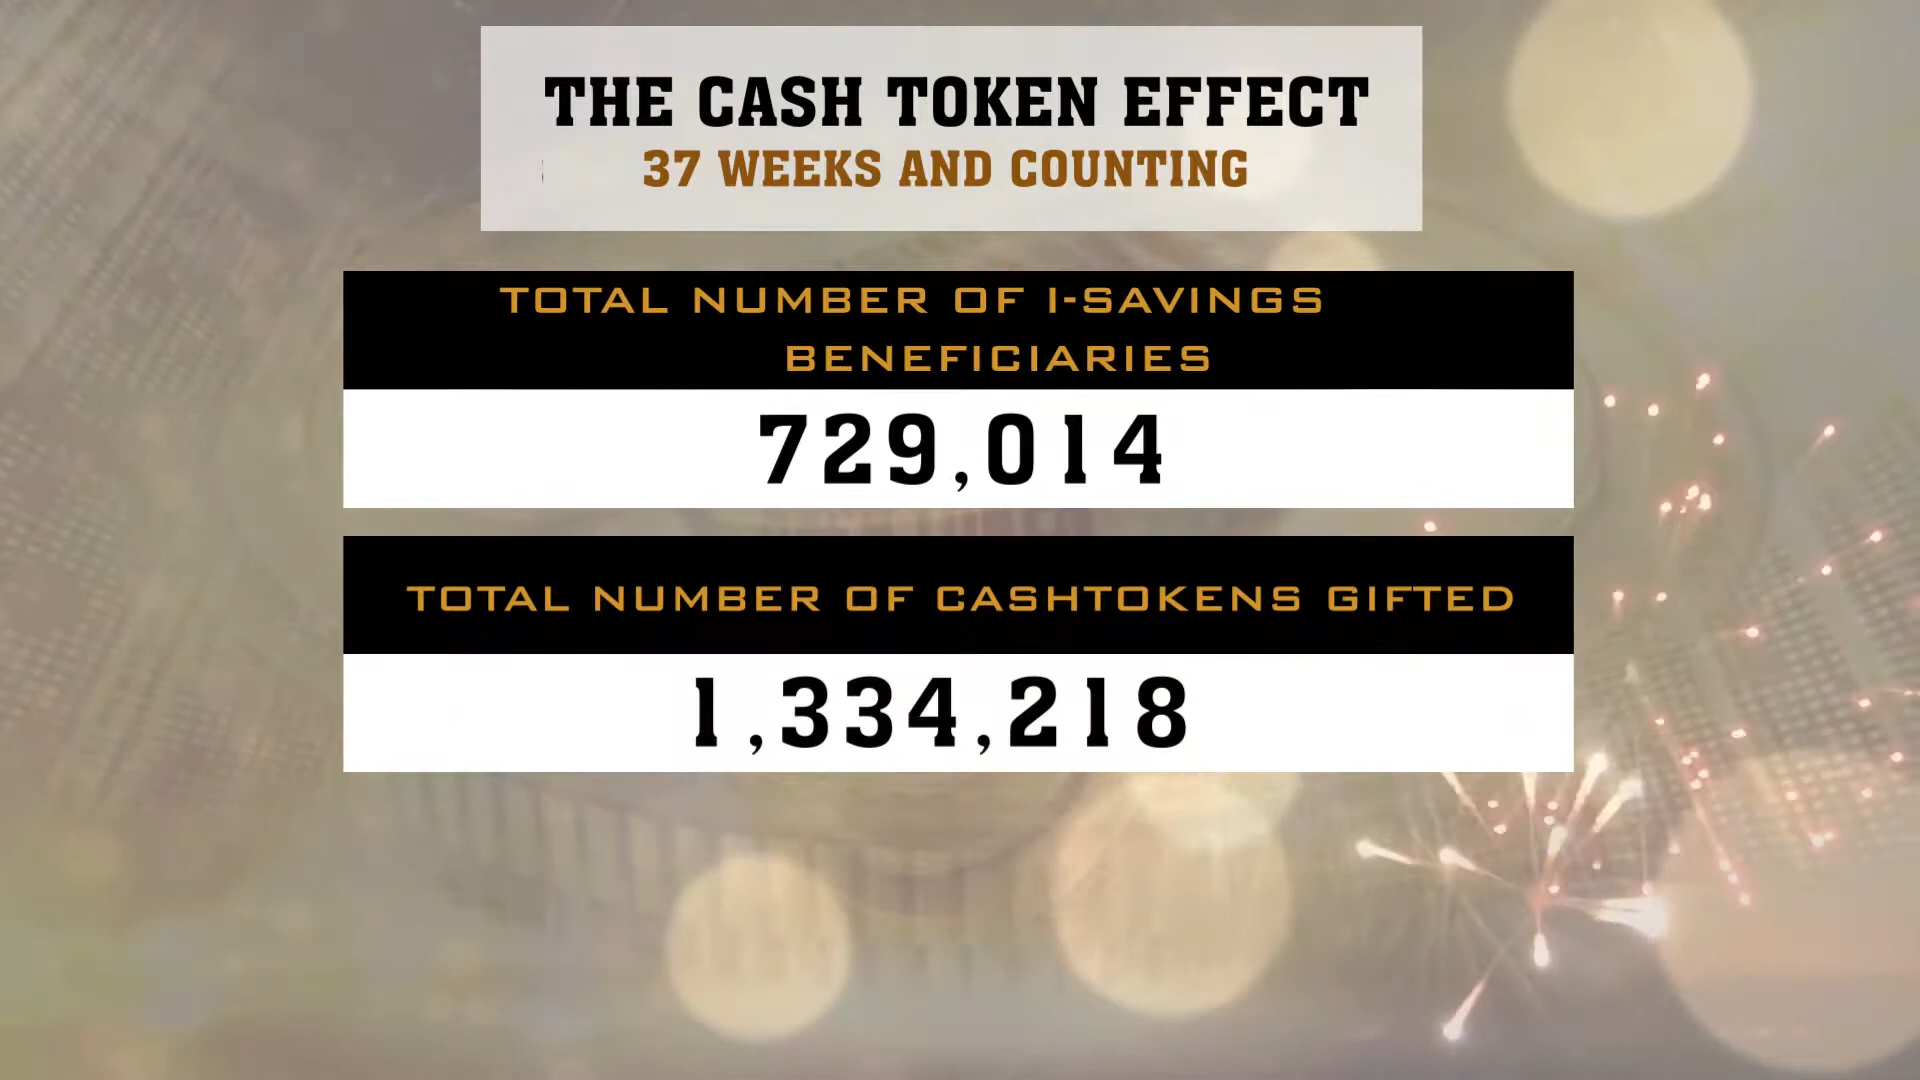 THE CASH TOKEN EFFECT
37 WEEKS AND COUNTING
TOTAL NUMBER OF I-SAVINGS
BENEFICIARIES
729,014
TOTAL NUMBER OF CASHTOKENS GIFTED
1,334,218